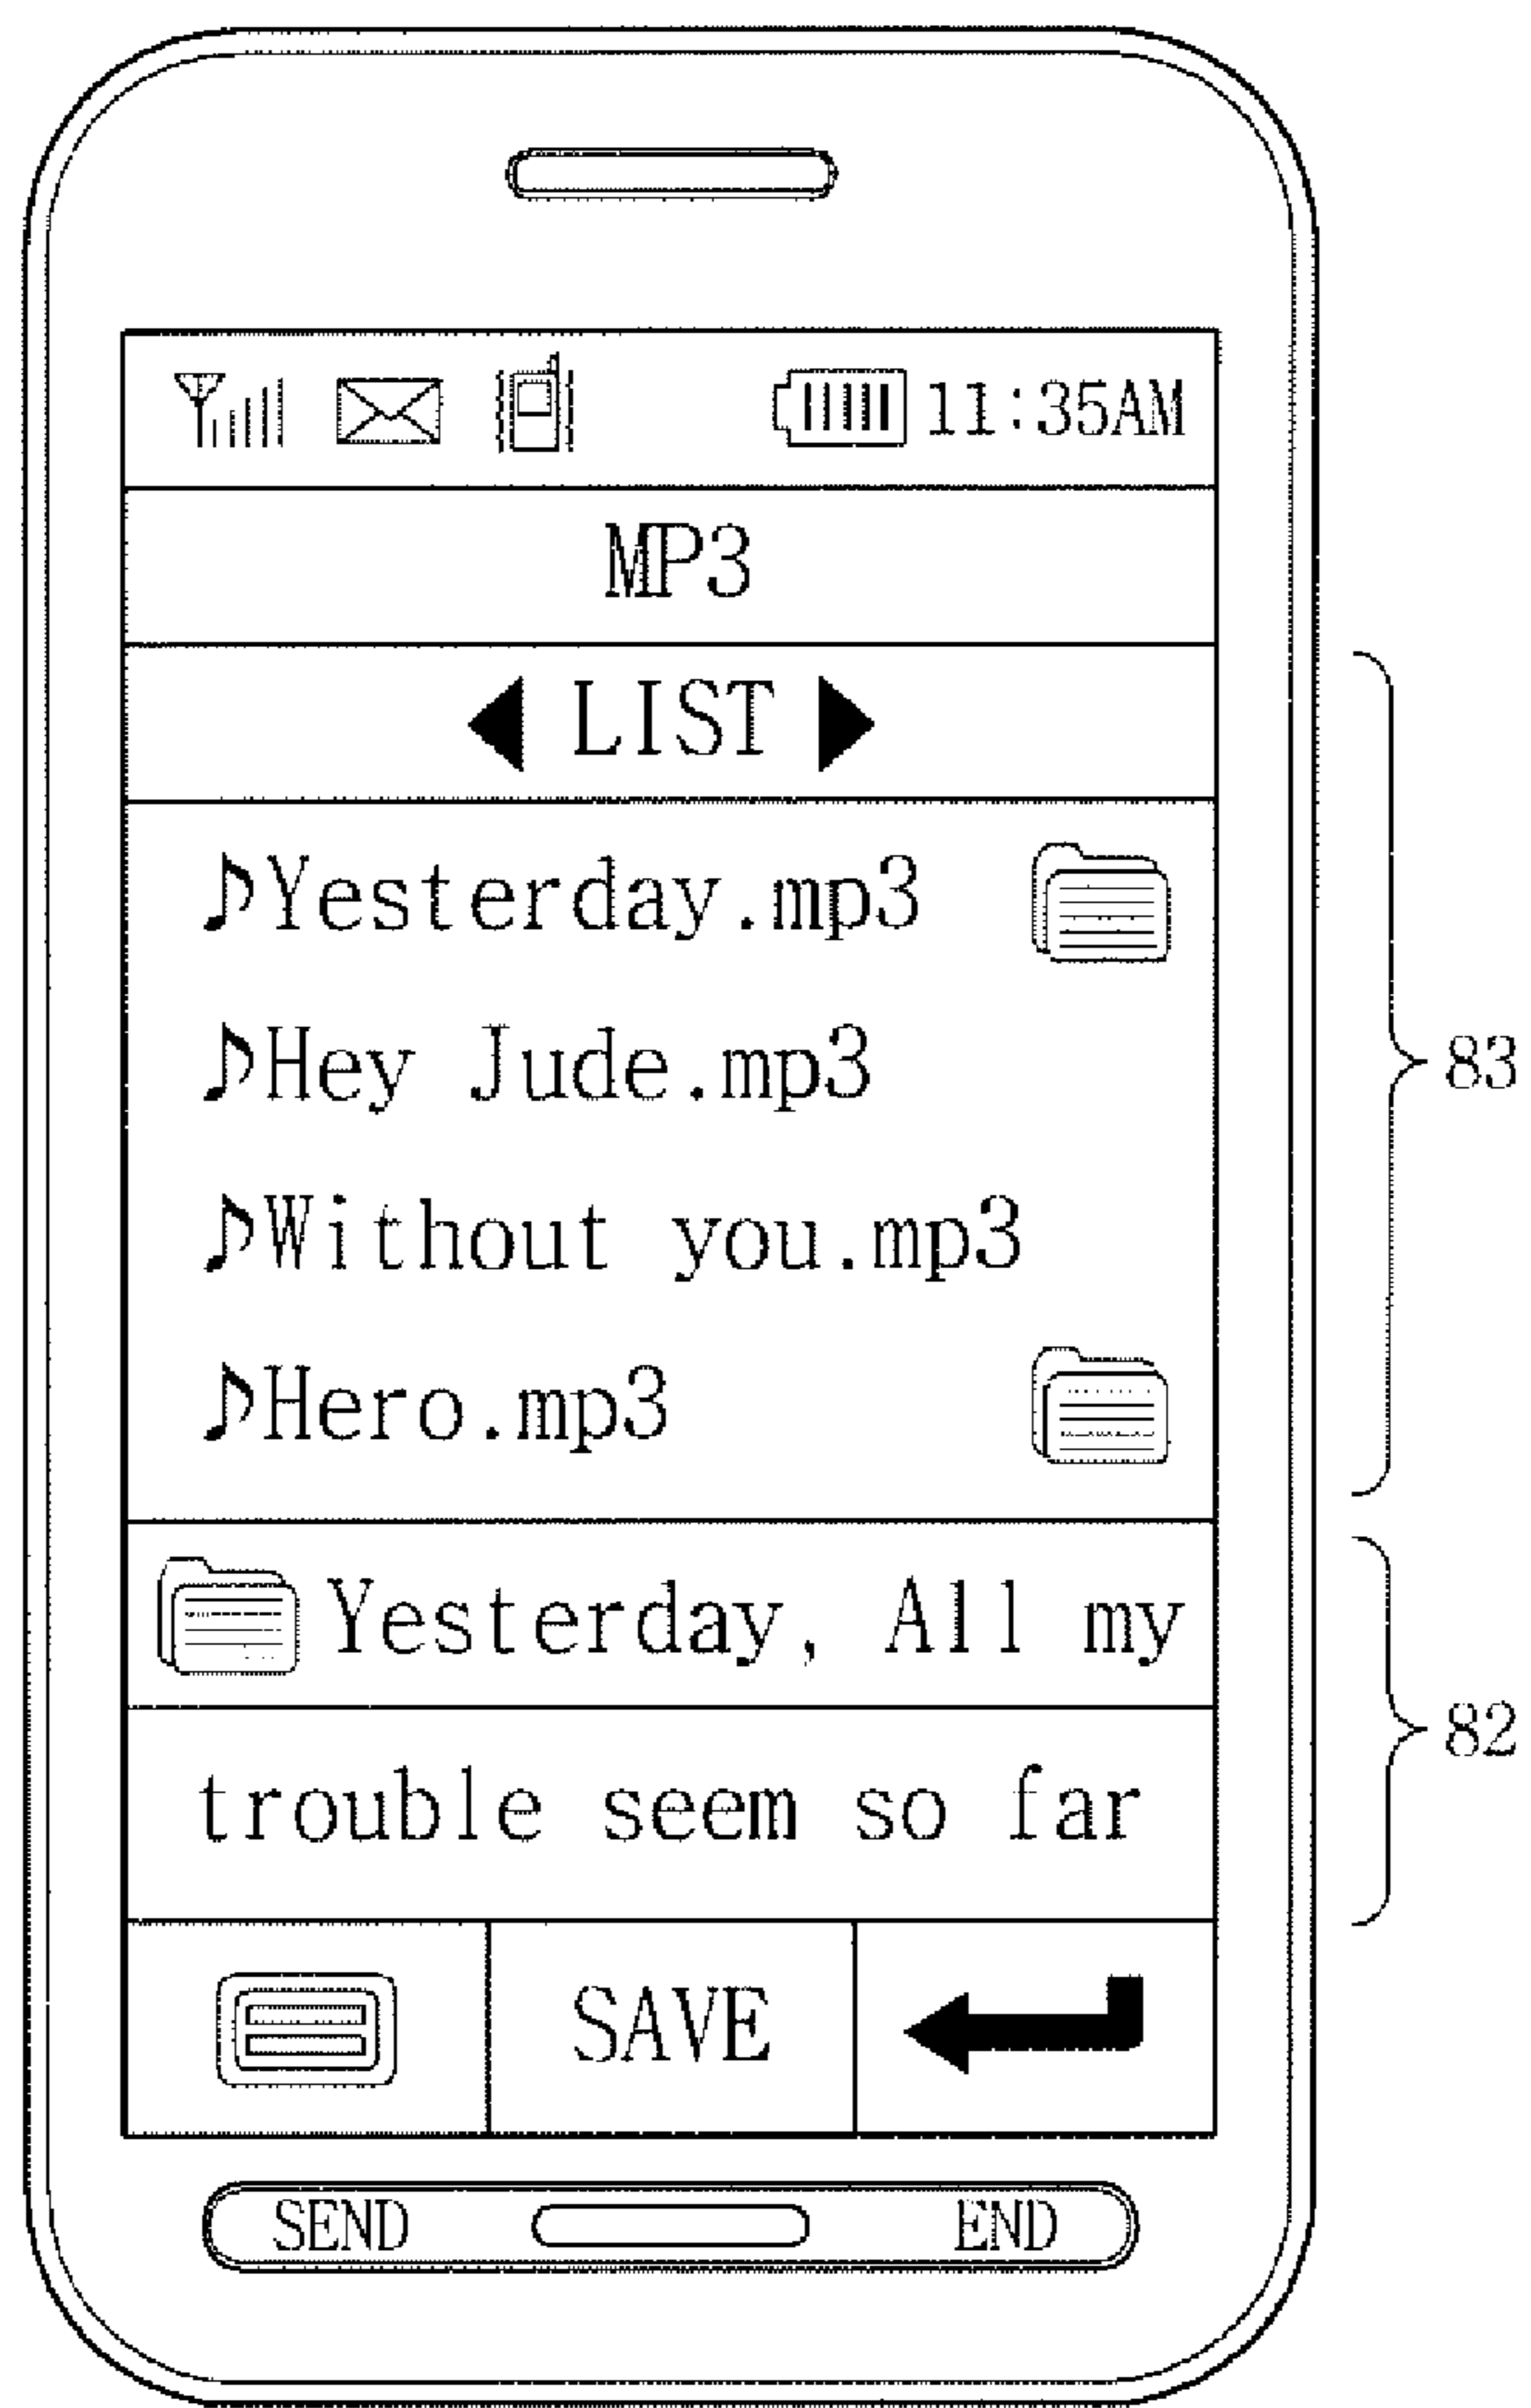 11:35AM
MP3
LIST
Yesterday.mp3
Hey Jude.mp3
Without you.mp3
Hero.mp3
83
Yesterday, All my
trouble seem so far
82
SAVE
SEND END